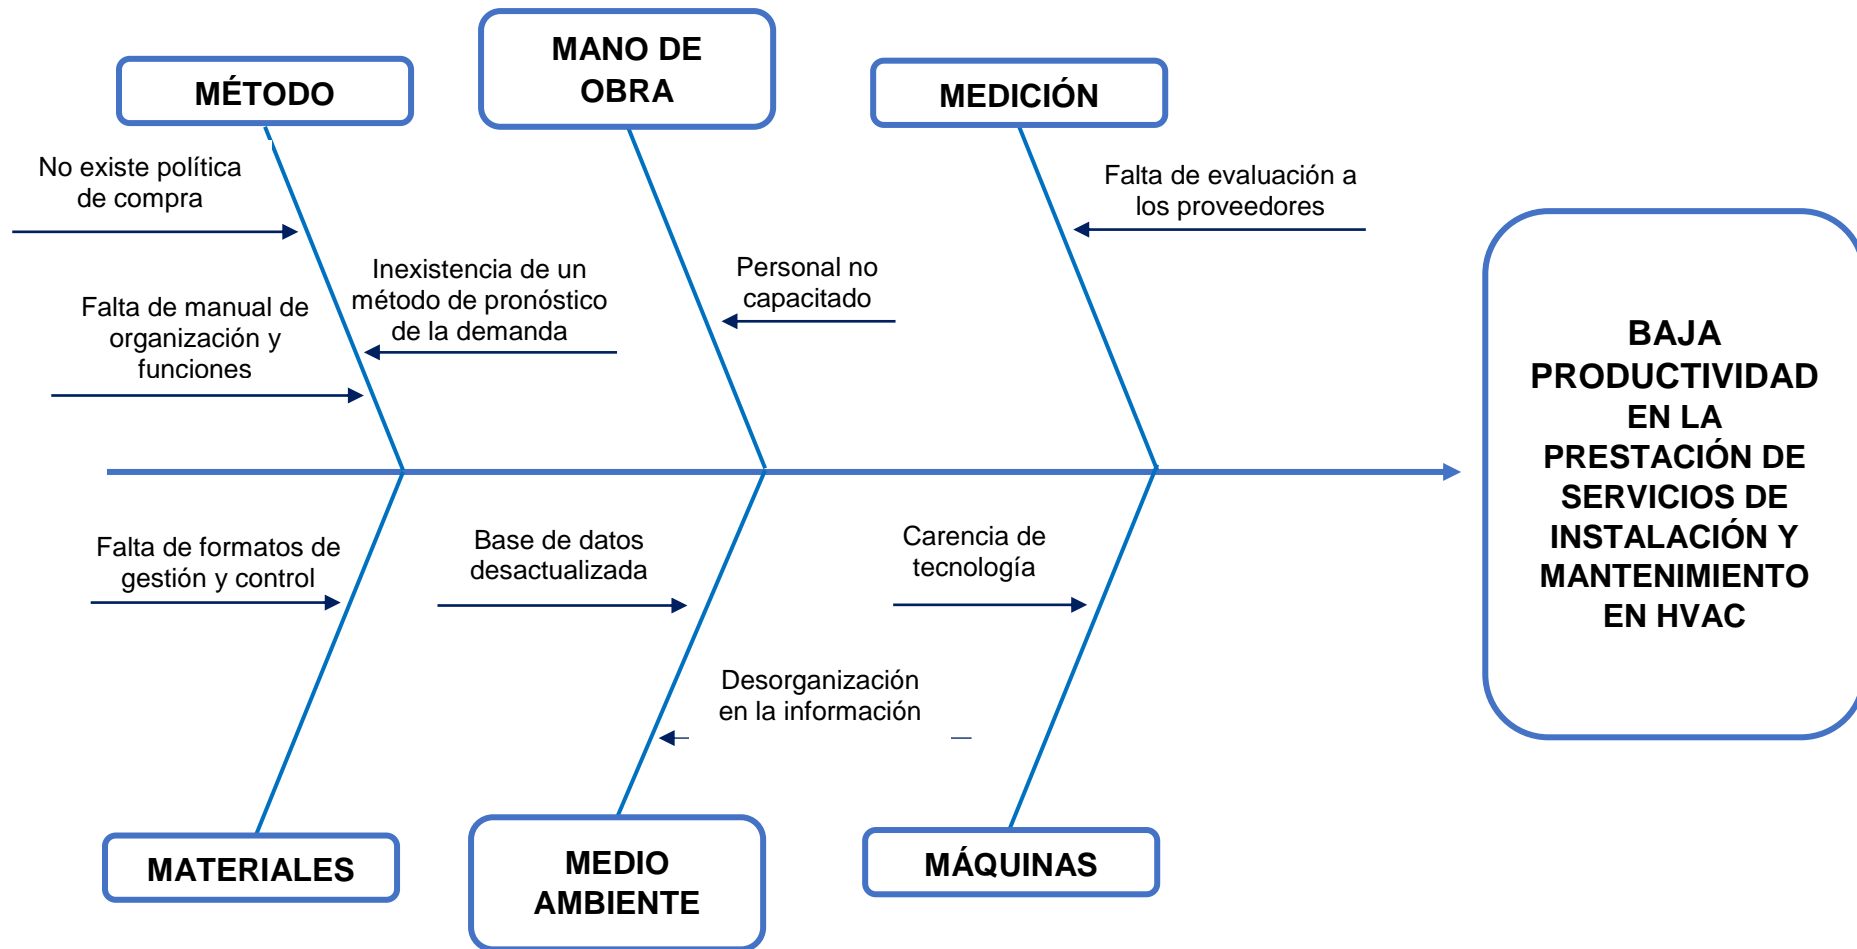 MÉTODO
MANO DE
OBRA
MEDICIÓN
No existe política
de compra
Falta de manual de
organización y
funciones
Inexistencia de un
método de pronóstico
de la demanda
Personal no
capacitado
Falta de evaluación a
los proveedores
BAJA
PRODUCTIVIDAD
EN LA
PRESTACIÓN DE
SERVICIOS DE
INSTALACIÓN Y
MANTENIMIENTO
EN HVAC
Falta de formatos de
gestión y control
Base de datos
desactualizada
Desorganización
en la información
Carencia de
tecnología
MATERIALES
MEDIO
AMBIENTE
MÁQUINAS